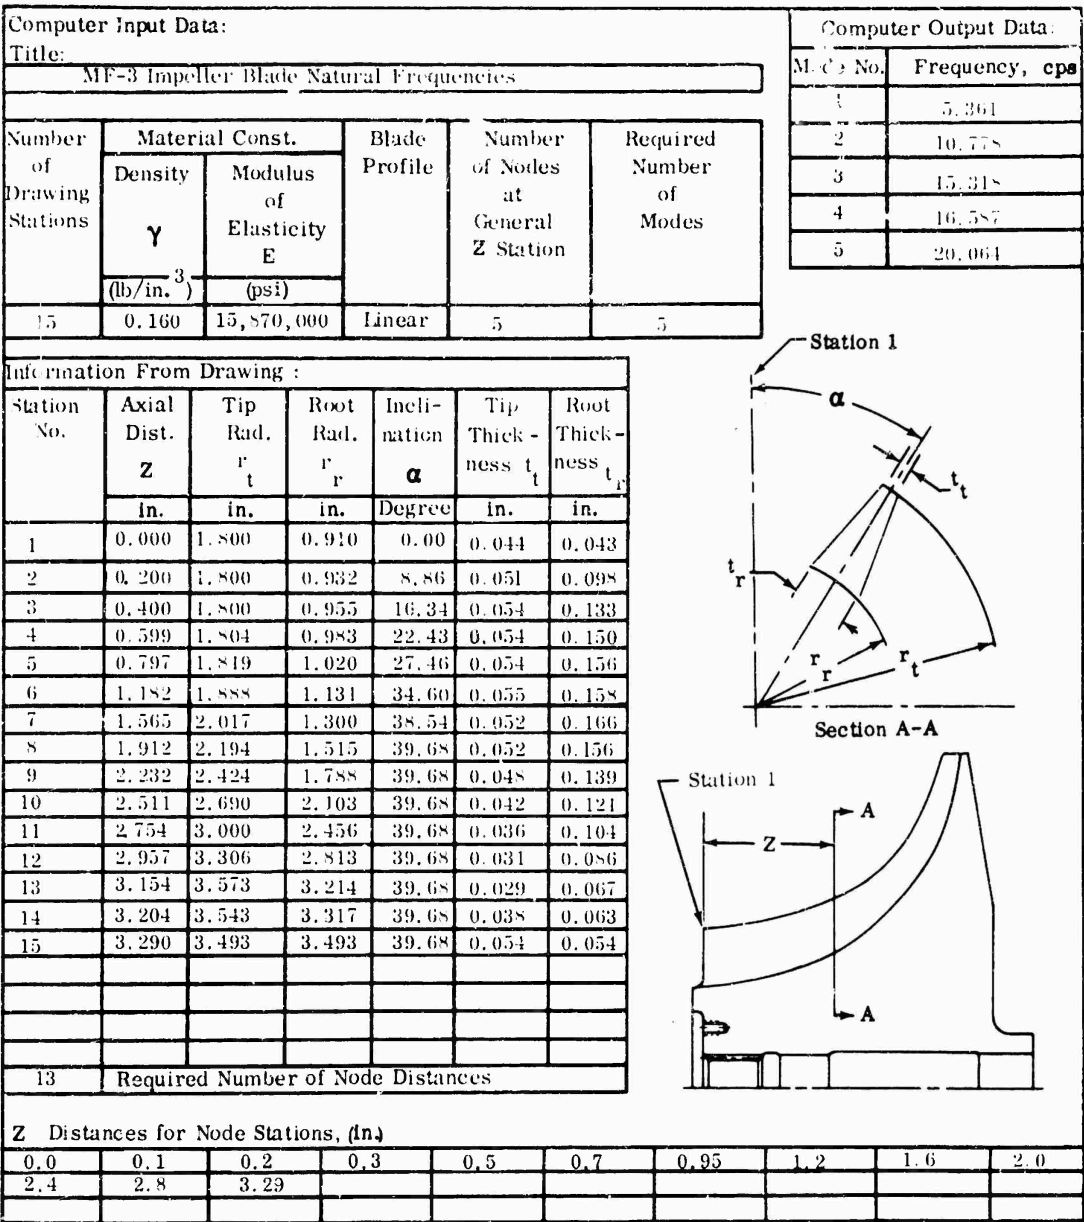 Computer Input Data:
Title:
MF-3 Impeller Blade Natural Frequencies
Computer Output Data:
Mode No. Frequency, cps
1 5,361
2 10,778
3 15,318
4 16,587
5 20,064
Number of Drawing Stations
Material Const.
Density γ (lb/in.3)
Modulus of Elasticity E (psi)
Blade Profile
Number of Nodes at General Z Station
Required Number of Modes
15 0.160 15,870,000 Linear 5 5
Information From Drawing :
Station No.
Axial Dist. Z
Tip Rad. rt
Root Rad. rr
Incli-nation α
Tip Thick-ness tt
Root Thick-ness tr
in. in. in. Degree in. in.
1 0.000 1.800 0.910 0.00 0.044 0.043
2 0.200 1.800 0.932 8.86 0.051 0.098
3 0.400 1.800 0.955 16.34 0.054 0.133
4 0.599 1.804 0.983 22.43 0.054 0.150
5 0.797 1.819 1.020 27.46 0.054 0.156
6 1.182 1.888 1.131 34.60 0.055 0.158
7 1.565 2.017 1.300 38.54 0.052 0.166
8 1.912 2.194 1.515 39.68 0.052 0.156
9 2.232 2.424 1.788 39.68 0.048 0.139
10 2.511 2.690 2.103 39.68 0.042 0.121
11 2.754 3.000 2.456 39.68 0.036 0.104
12 2.957 3.306 2.813 39.68 0.031 0.086
13 3.154 3.573 3.214 39.68 0.029 0.067
14 3.204 3.543 3.317 39.68 0.038 0.063
15 3.290 3.493 3.493 39.68 0.054 0.054
13 Required Number of Node Distances
Station 1
α
tt
tr
rr
rt
Section A-A
Station 1
A
Z
A
Z Distances for Node Stations, (in.)
0.0 0.1 0.2 0.3 0.5 0.7 0.95 1.2 1.6 2.0
2.4 2.8 3.29